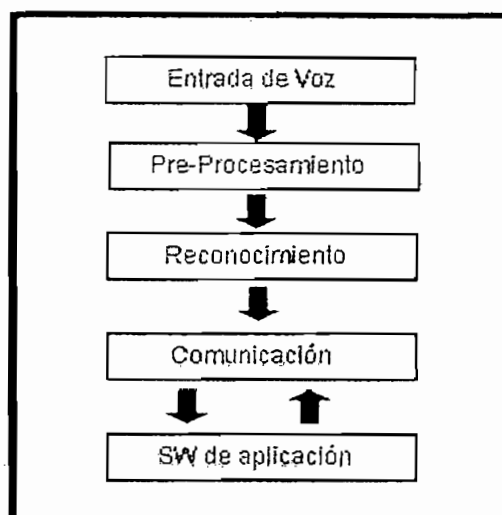 Entrada de Voz
Pre-Procesamiento
Reconocimiento
Comunicación
SW de aplicación